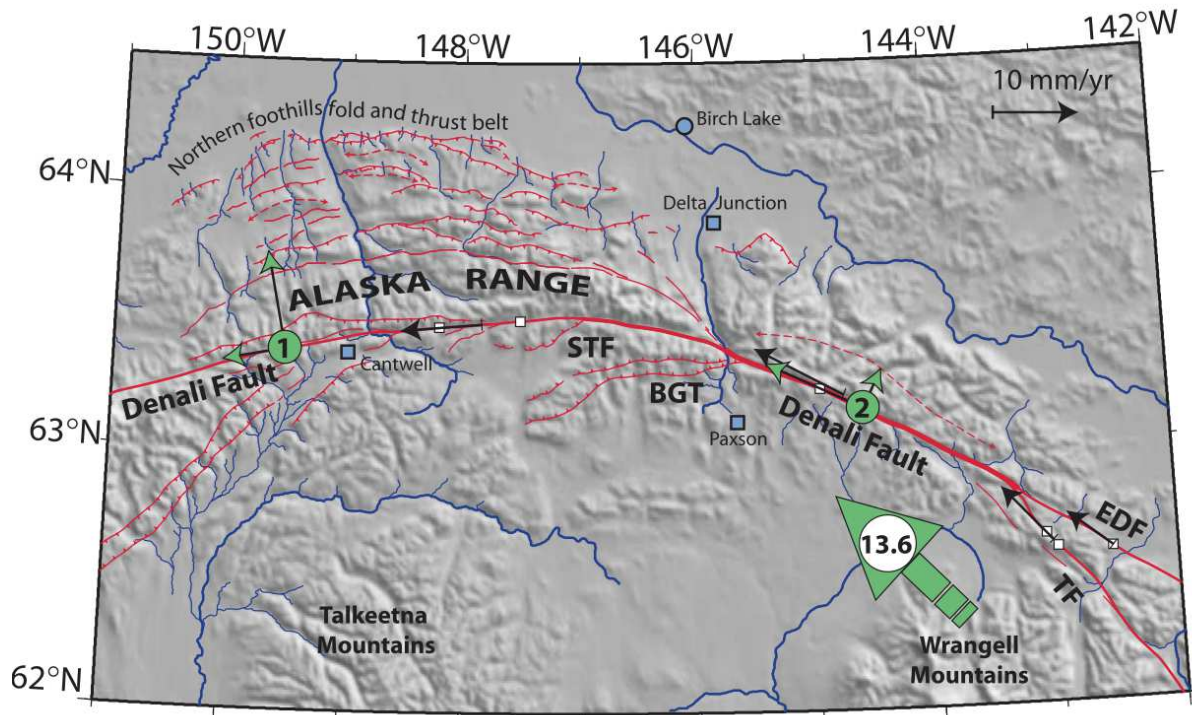 150°W
148°W
146°W
144°W
142°W
10 mm/yr
Northern foothills fold and thrust belt
Birch Lake
64°N
Delta Junction
ALASKA RANGE
1
STF
Cantwell
Denali Fault
BGT
2
Denali Fault
63°N
Paxson
EDF
13.6
TF
Talkeetna
Mountains
Wrangell
Mountains
62°N